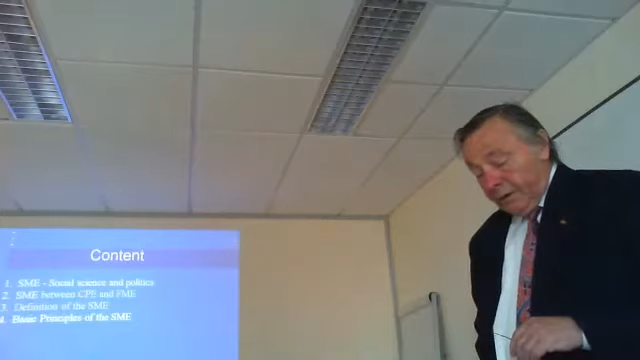 Content
1. SME - Social science and politics
2. SME between CPE and FME
3. Definition of the SME
4. Basic Principles of the SME